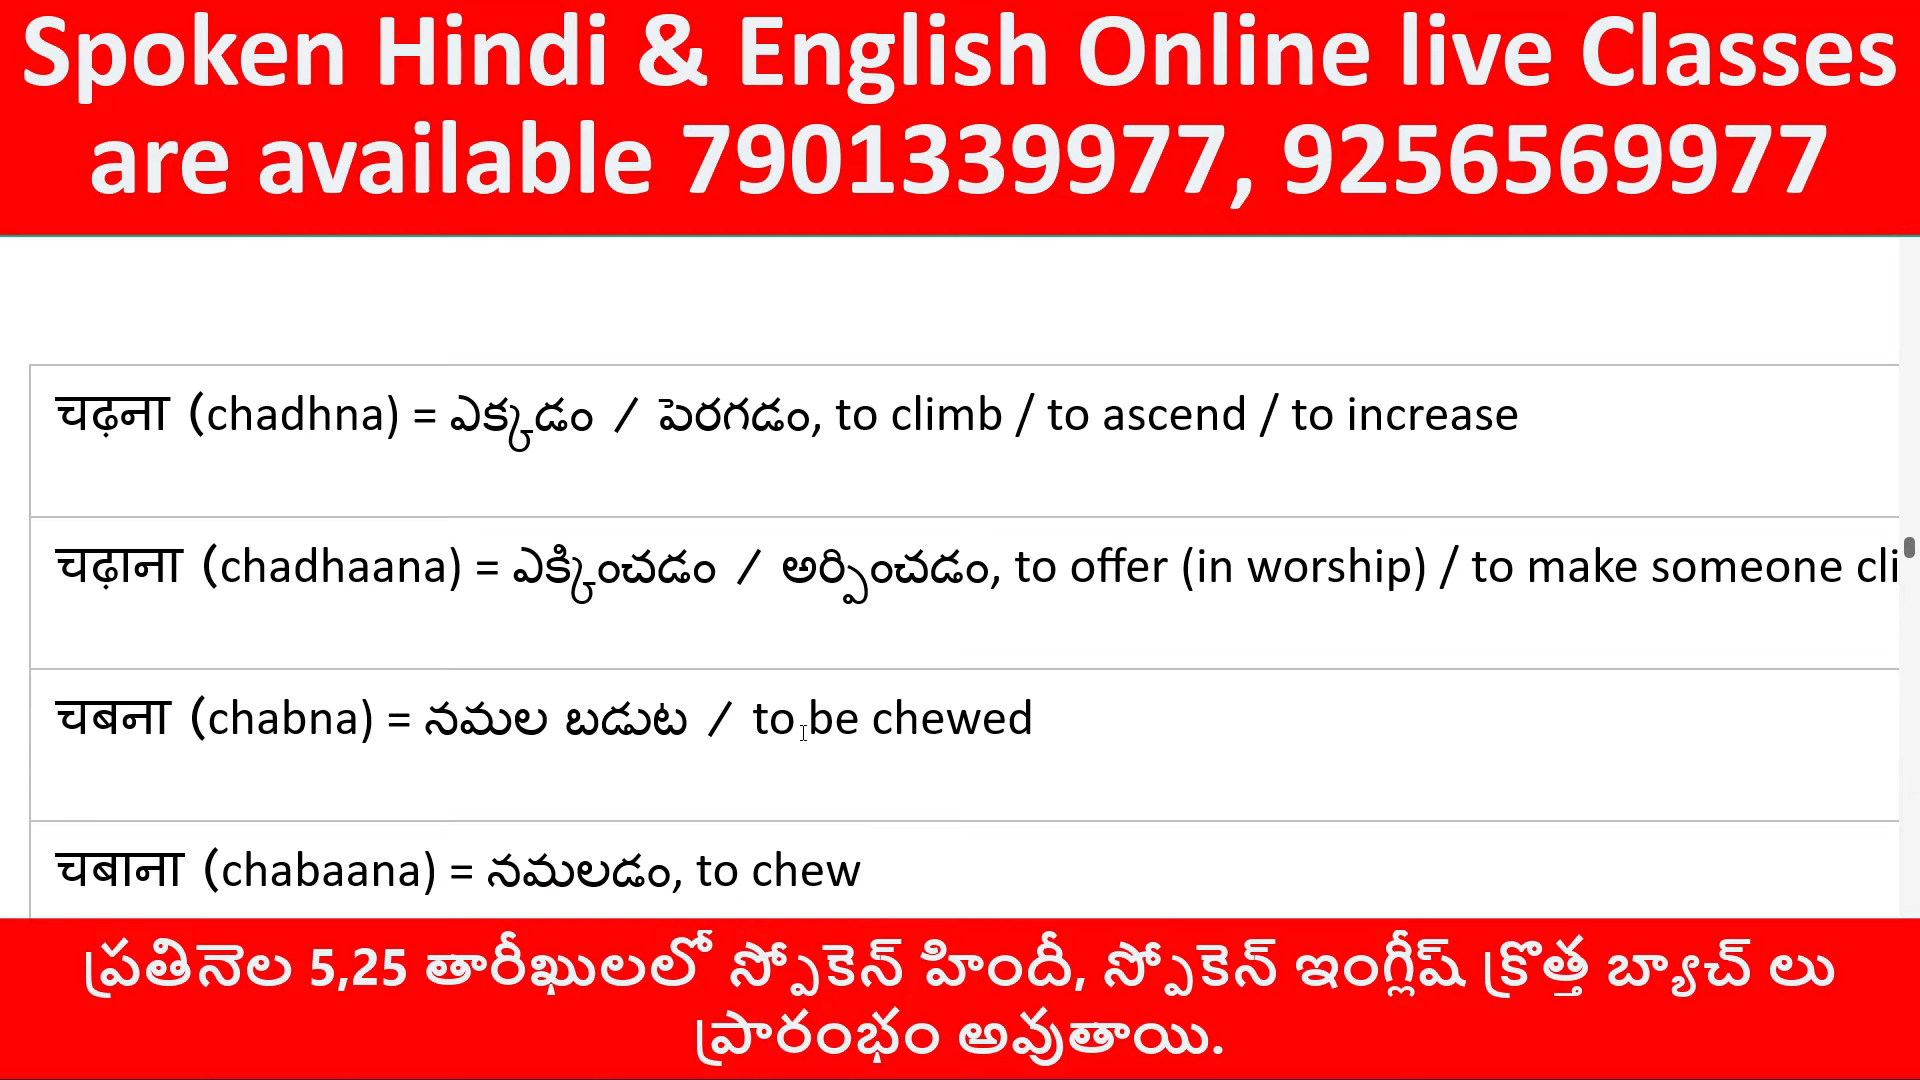 Spoken Hindi & English Online live Classes
are available 7901339977, 9256569977
चढ़ना (chadhna) = ఎక్కడం / పెరగడం, to climb / to ascend / to increase
चढ़ाना (chadhaana) = ఎక్కించడం / అర్పించడం, to offer (in worship) / to make someone cli
चबना (chabna) = నమల బడుట / to be chewed
चबाना (chabaana) = నమలడం, to chew
ప్రతినెల 5,25 తారీఖులలో స్పోకెన్ హిందీ, స్పోకెన్ ఇంగ్లీష్ క్రొత్త బ్యాచ్ లు
ప్రారంభం అవుతాయి.